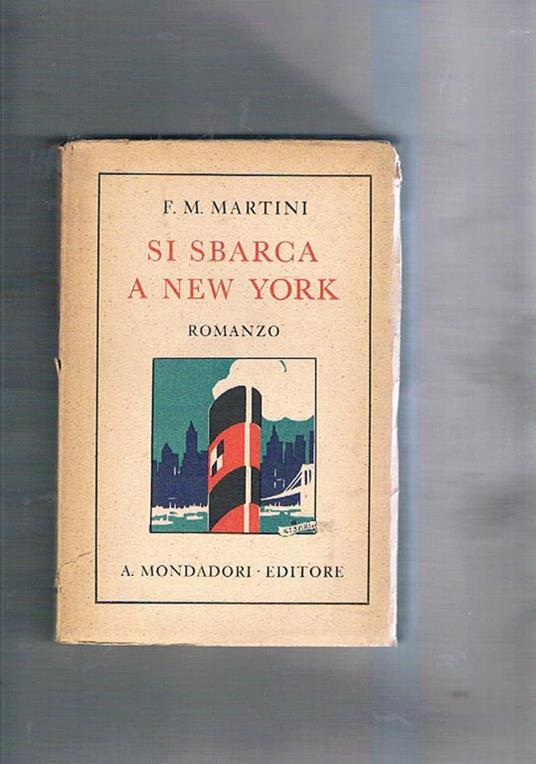 F. M. MARTINI
SI SBARCA
A NEW YORK
ROMANZO
A. MONDADORI · EDITORE